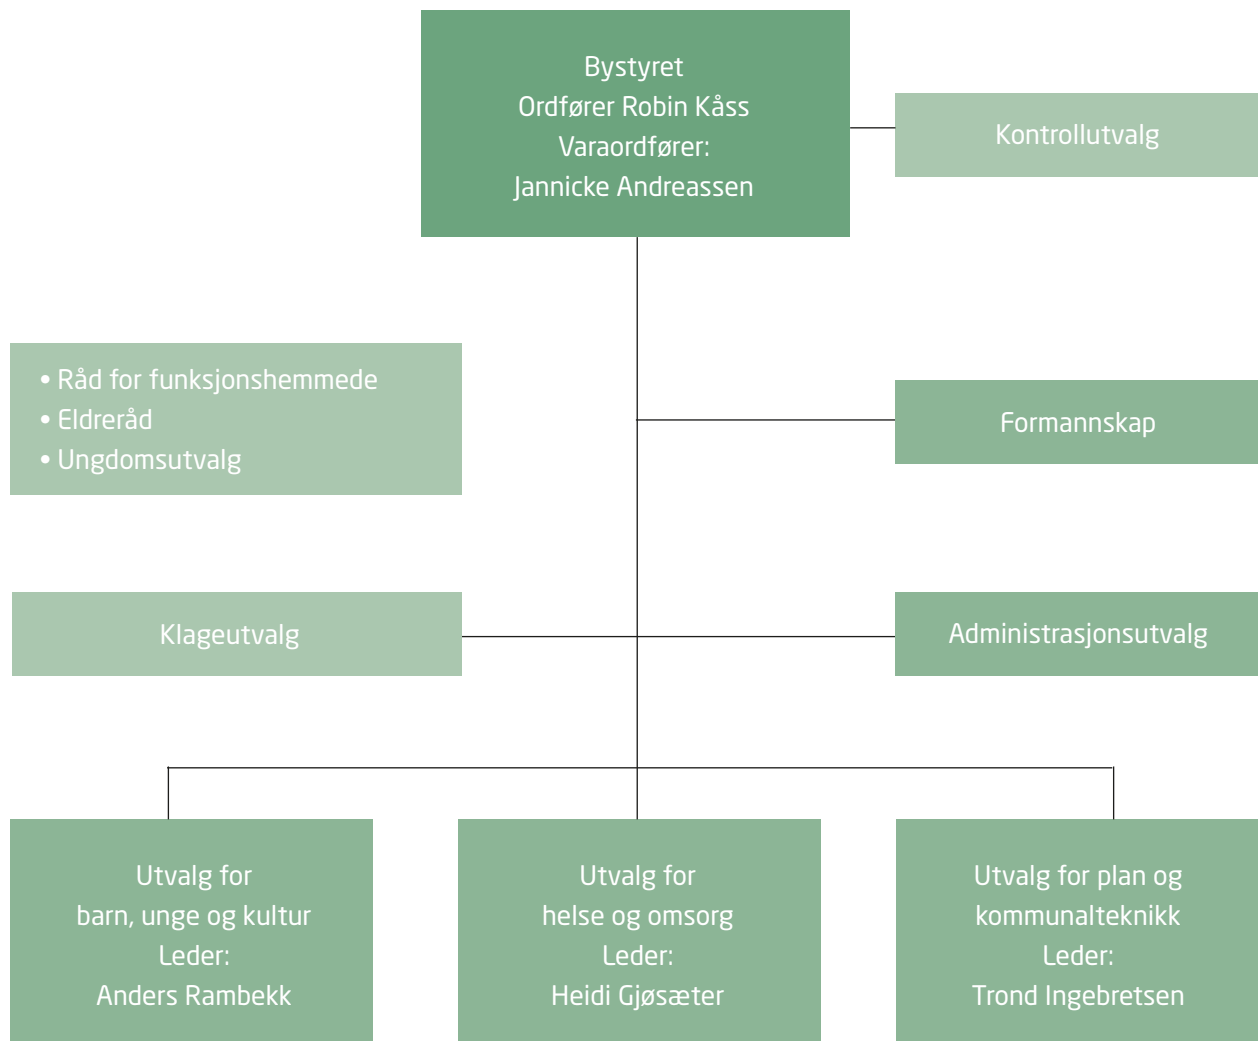 Bystyret
Ordfører Robin Kåss
Varaordfører:
Jannicke Andreassen
Kontrollutvalg
• Råd for funksjonshemmede
• Eldreråd
• Ungdomsutvalg
Formannskap
Klageutvalg
Administrasjonsutvalg
Utvalg for
barn, unge og kultur
Leder:
Anders Rambekk
Utvalg for
helse og omsorg
Leder:
Heidi Gjøsæter
Utvalg for plan og
kommunalteknikk
Leder:
Trond Ingebretsen